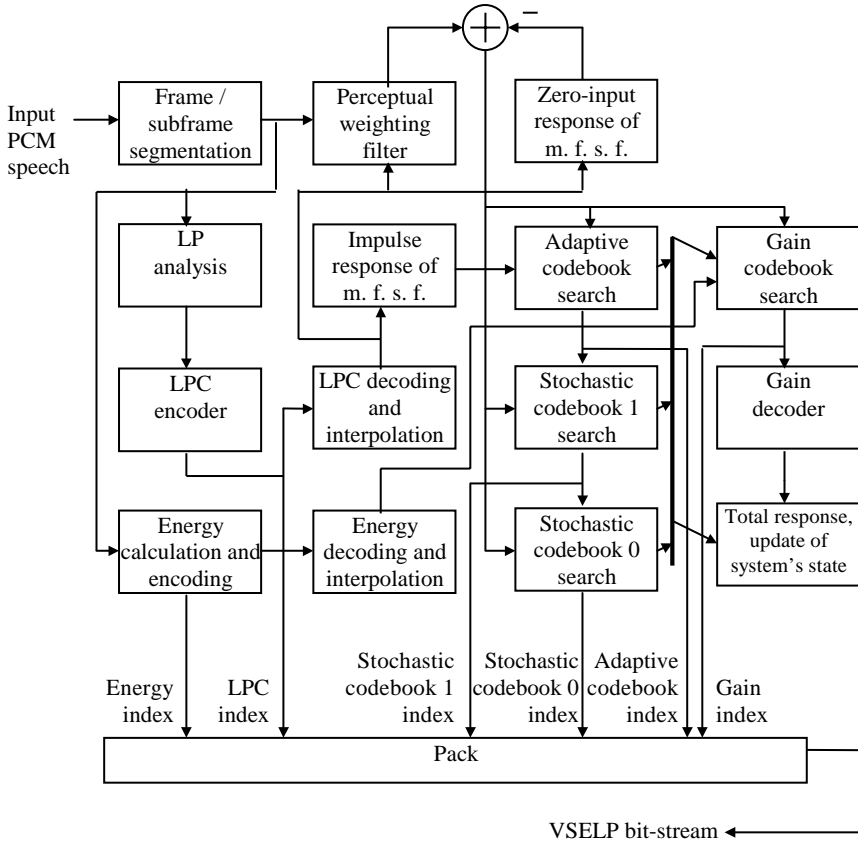 −
Input
PCM
speech
Frame /
subframe
segmentation
Perceptual
weighting
filter
Zero-input
response of
m. f. s. f.
LP
analysis
Impulse
response of
m. f. s. f.
Adaptive
codebook
search
Gain
codebook
search
LPC
encoder
LPC decoding
and
interpolation
Stochastic
codebook 1
search
Gain
decoder
Energy
calculation and
encoding
Energy
decoding and
interpolation
Stochastic
codebook 0
search
Total response,
update of
system’s state
Energy
index
LPC
index
Stochastic
codebook 1
index
Stochastic
codebook 0
index
Adaptive
codebook
index
Gain
index
Pack
VSELP bit-stream